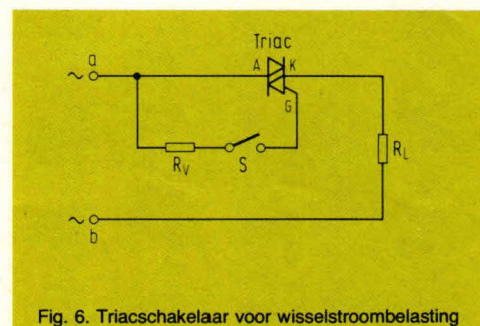 Triac
a
A K
~
G
R_V
S
R_L
~
b
Fig. 6. Triacschakelaar voor wisselstroombelasting